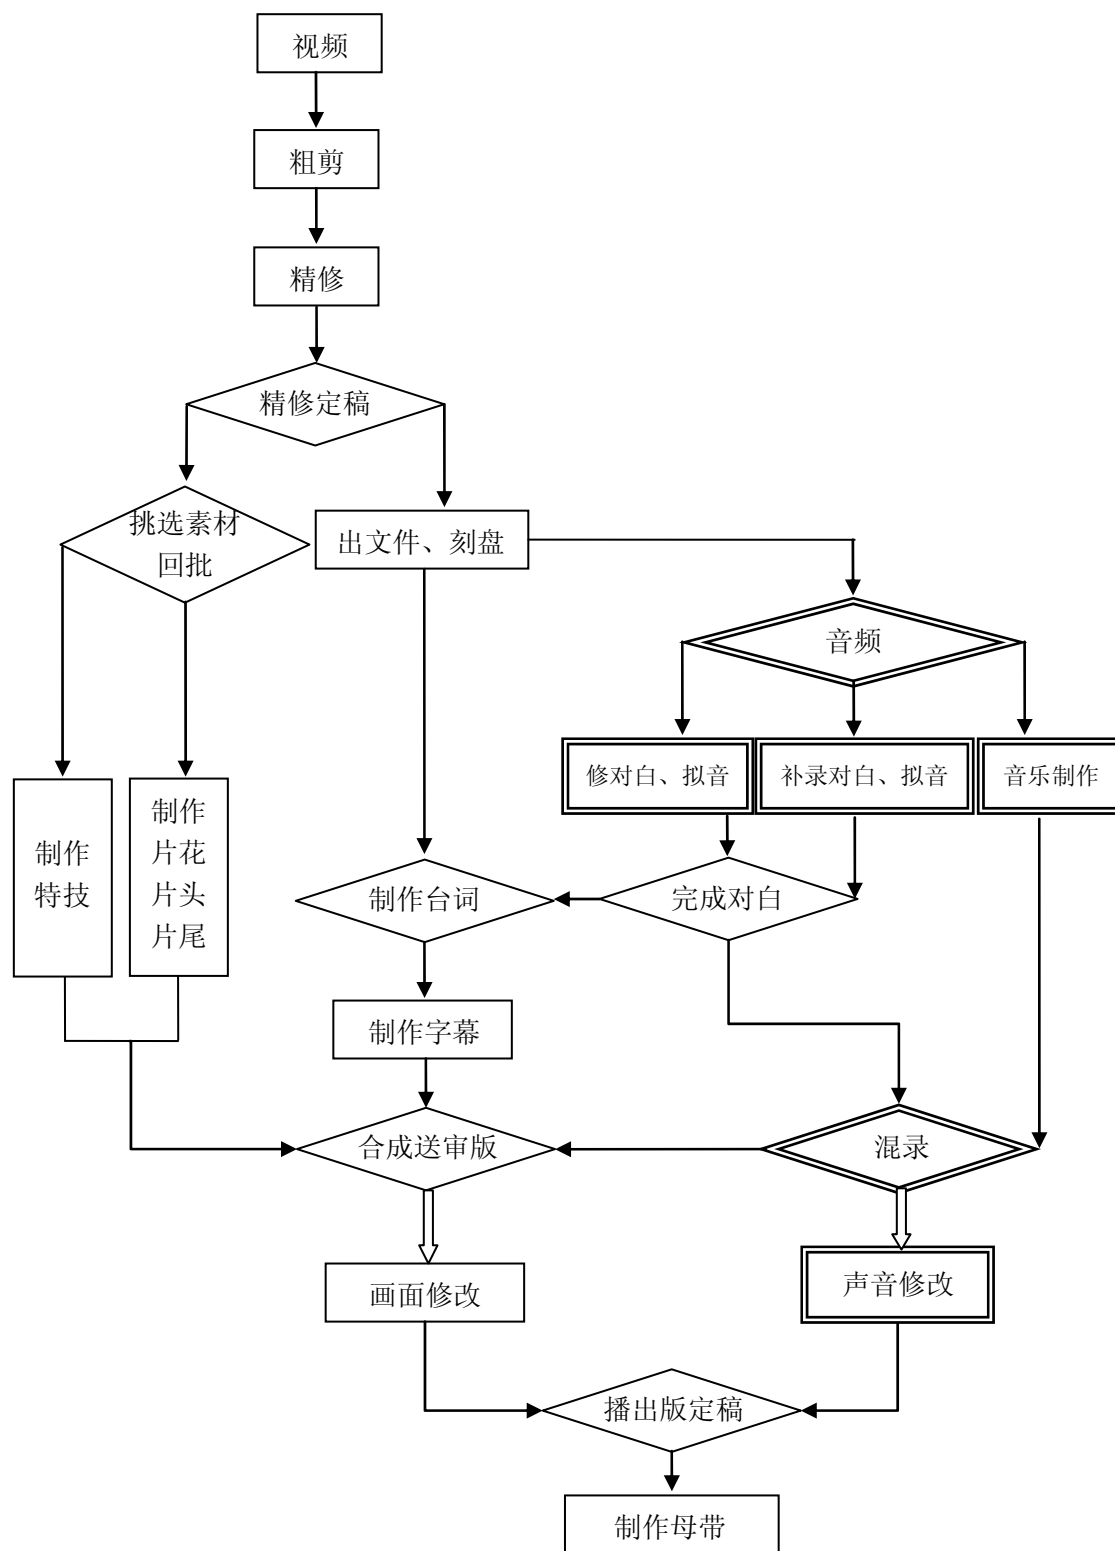 视频
粗剪
精修
精修定稿
挑选素材
回批
出文件、刻盘
音频
修对白、拟音
补录对白、拟音
音乐制作
制作
特技
制作
片花
片头
片尾
制作台词
完成对白
制作字幕
合成送审版
混录
画面修改
声音修改
播出版定稿
制作母带